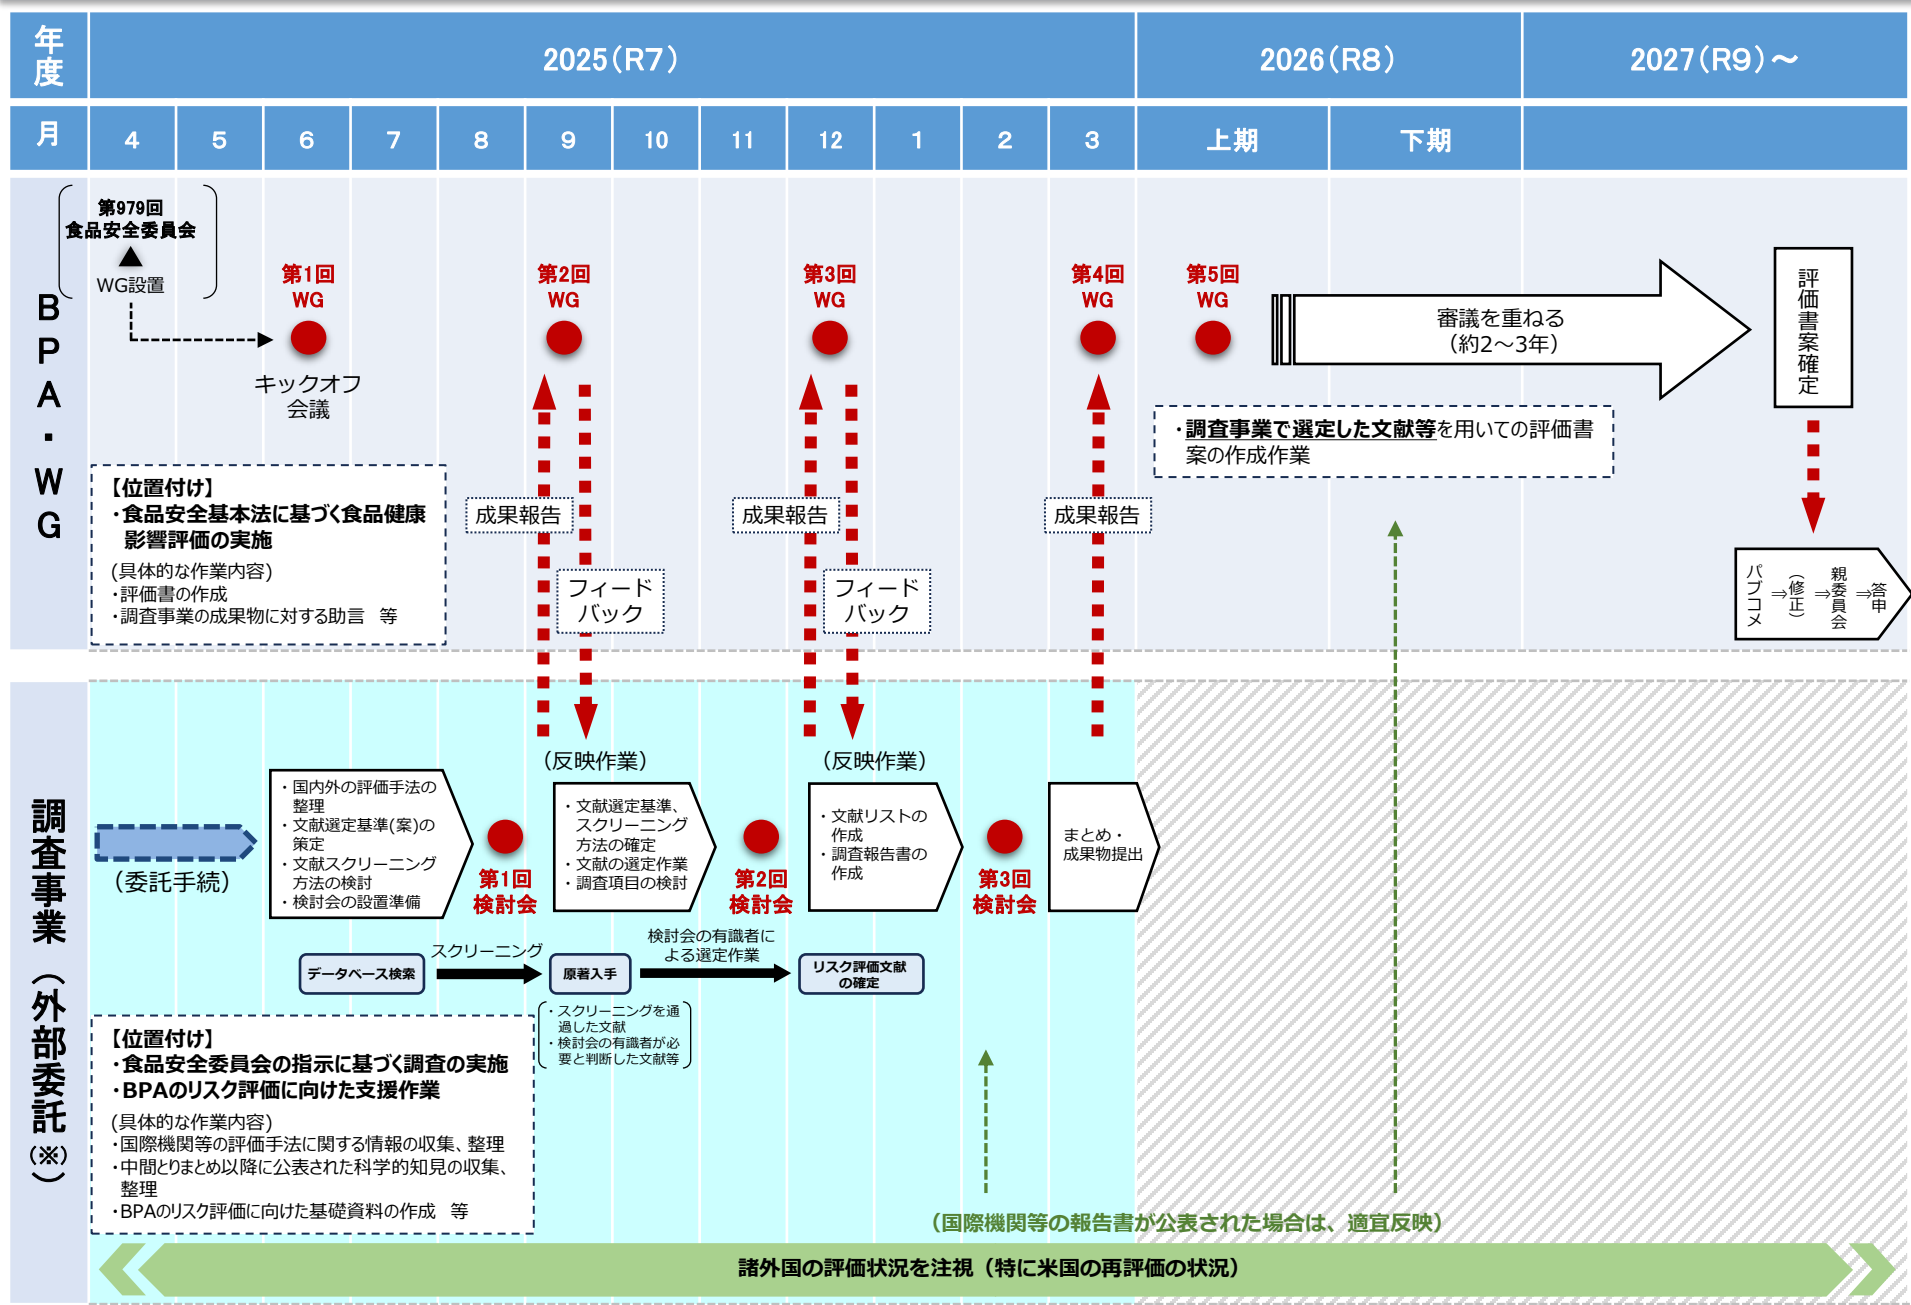 年度
2025（R7）
2026（R8）
2027（R9）～
月
4
5
6
7
8
9
10
11
12
1
2
3
上期
下期
BPA・WG
第979回
食品安全委員会
WG設置
第1回
WG
キックオフ
会議
第2回
WG
第3回
WG
第4回
WG
第5回
WG
審議を重ねる
（約2～3年）
評価書案確定
・調査事業で選定した文献等を用いての評価書
案の作成作業
【位置付け】
・食品安全基本法に基づく食品健康
影響評価の実施
(具体的な作業内容)
・評価書の作成
・調査事業の成果物に対する助言　等
成果報告
フィード
バック
成果報告
フィード
バック
成果報告
パブコメ
⇒
（修正）
⇒
親委員会
⇒
答申
調査事業（外部委託（※））
（委託手続）
・国内外の評価手法の
整理
・文献選定基準(案)の
策定
・文献スクリーニング
方法の検討
・検討会の設置準備
第1回
検討会
（反映作業）
・文献選定基準、
スクリーニング
方法の確定
・文献の選定作業
・調査項目の検討
第2回
検討会
（反映作業）
・文献リストの
作成
・調査報告書の
作成
第3回
検討会
まとめ・
成果物提出
データベース検索
スクリーニング
原著入手
検討会の有識者に
よる選定作業
リスク評価文献
の確定
・スクリーニングを通
過した文献
・検討会の有識者が必
要と判断した文献等
【位置付け】
・食品安全委員会の指示に基づく調査の実施
・BPAのリスク評価に向けた支援作業
(具体的な作業内容)
・国際機関等の評価手法に関する情報の収集、整理
・中間とりまとめ以降に公表された科学的知見の収集、
整理
・BPAのリスク評価に向けた基礎資料の作成　等
（国際機関等の報告書が公表された場合は、適宜反映）
諸外国の評価状況を注視（特に米国の再評価の状況）